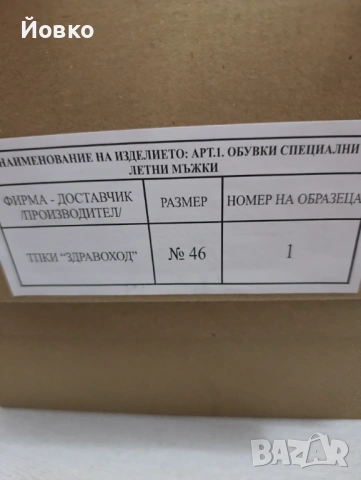 Йовко
НАИМЕНОВАНИЕ НА ИЗДЕЛИЕТО: АРТ.1. ОБУВКИ СПЕЦИАЛНИ
ЛЕТНИ МЪЖКИ
ФИРМА - ДОСТАВЧИК
/ПРОИЗВОДИТЕЛ/
РАЗМЕР
НОМЕР НА ОБРАЗЕЦА
ТПКИ “ЗДРАВОХОД”
№ 46
1
BAZAR